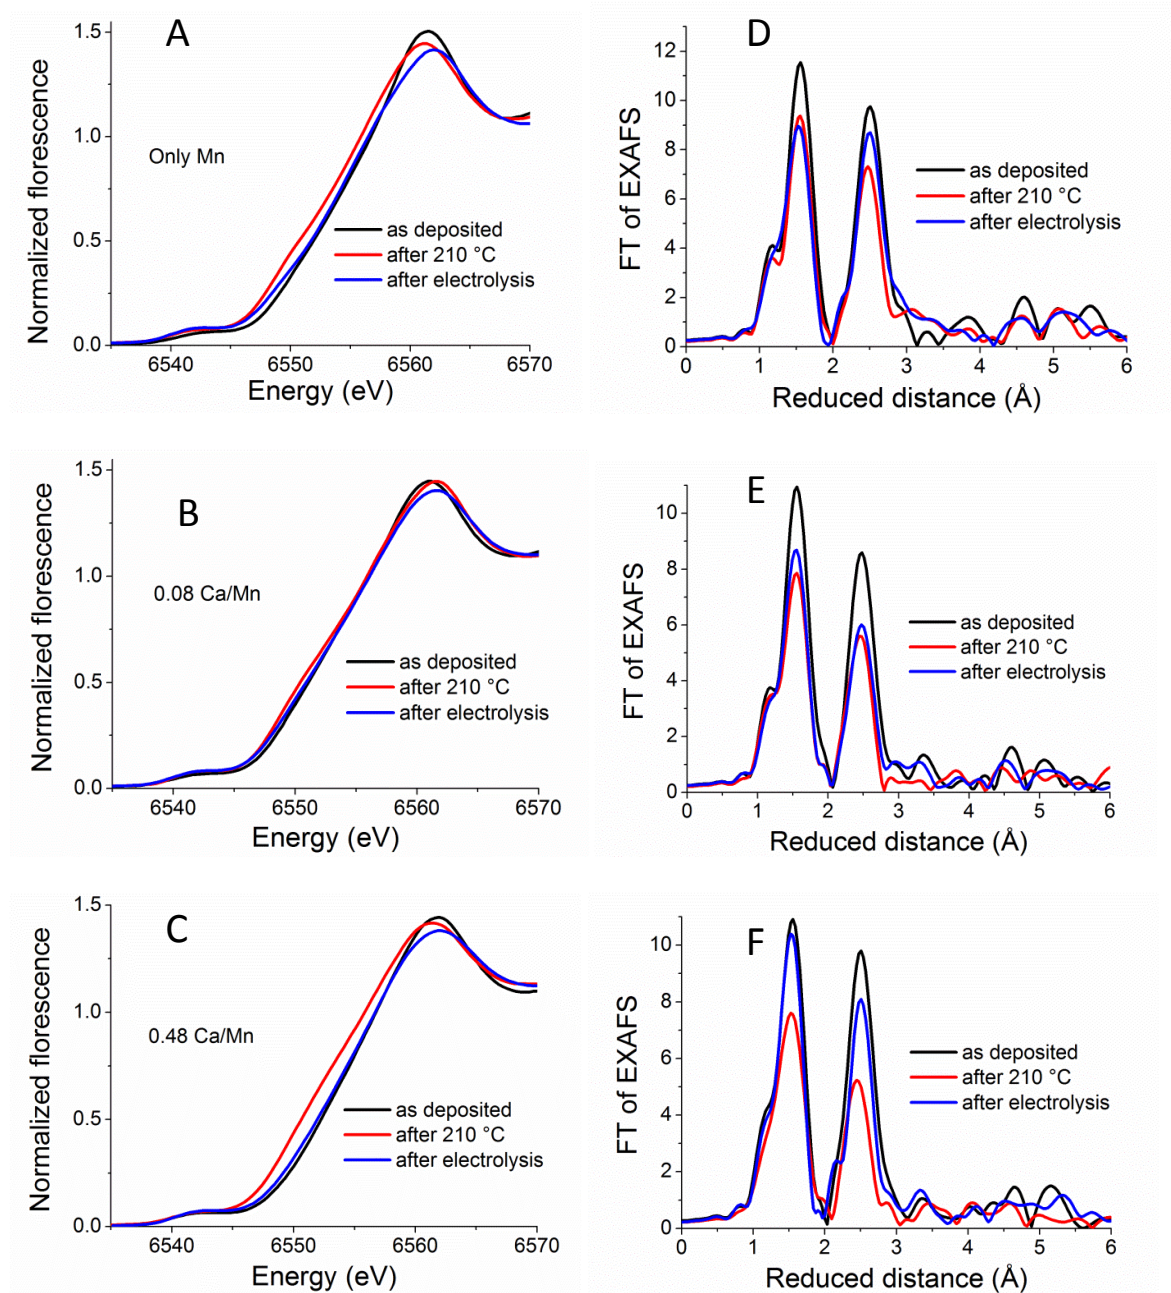 A
1.5
1.0
0.5
0.0
Normalized florescence
Only Mn
as deposited
after 210 °C
after electrolysis
6540 6550 6560 6570
Energy (eV)
D
12
10
8
6
4
2
0
FT of EXAFS
as deposited
after 210 °C
after electrolysis
0 1 2 3 4 5 6
Reduced distance (Å)
B
1.5
1.0
0.5
0.0
Normalized florescence
0.08 Ca/Mn
as deposited
after 210 °C
after electrolysis
6540 6550 6560 6570
Energy (eV)
E
10
8
6
4
2
0
FT of EXAFS
as deposited
after 210 °C
after electrolysis
0 1 2 3 4 5 6
Reduced distance (Å)
C
1.5
1.0
0.5
0.0
Normalized florescence
0.48 Ca/Mn
as deposited
after 210 °C
after electrolysis
6540 6550 6560 6570
Energy (eV)
F
10
8
6
4
2
0
FT of EXAFS
as deposited
after 210 °C
after electrolysis
0 1 2 3 4 5 6
Reduced distance (Å)